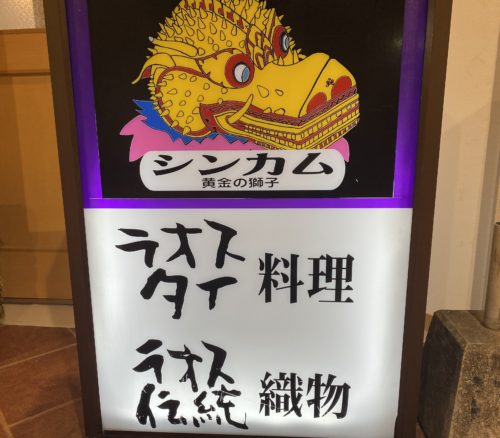 シンカム
黄金の獅子
ラオス
タイ 料理
ラオス
伝統 織物